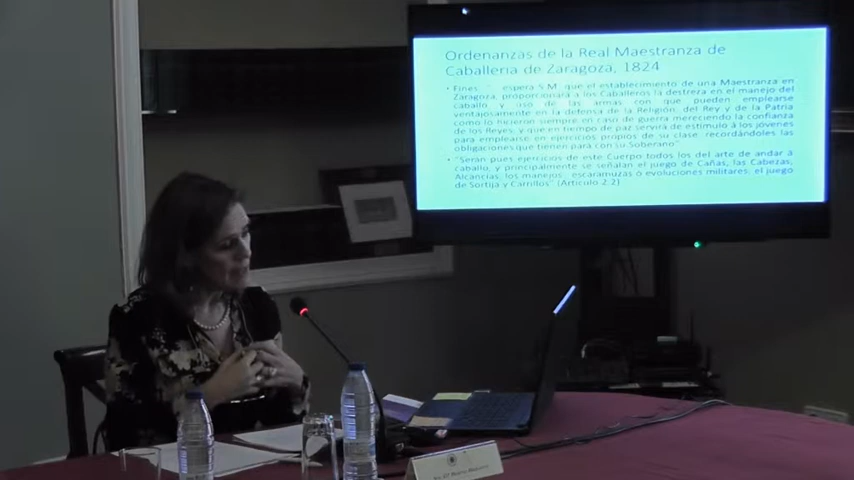 Ordenanzas de la Real Maestranza de
Caballeria de Zaragoza, 1824
• Fines: espera S.M. que el establecimiento de una Maestranza en
Zaragoza, proporcionará a los Caballeros la destreza en el manejo del
caballo y uso de las armas con que pueden emplearse
ventajosamente en la defensa de la Religión, del Rey y de la Patria
como lo hicieron siempre en caso de guerra mereciendo la confianza
de los Reyes; y que en tiempo de paz servirá de estímulo á los jóvenes
para emplearse en ejercicios propios de su clase, recordándoles las
obligaciones que tienen para con su Soberano"
• "Serán pues ejercicios de este Cuerpo todos los del arte de andar á
caballo, y principalmente se señalan el juego de Cañas, las Cabezas,
Alcancías, los manejos, escaramuzas ó evoluciones militares, el juego
de Sortija y Carrillos" (Artículo 2.2)